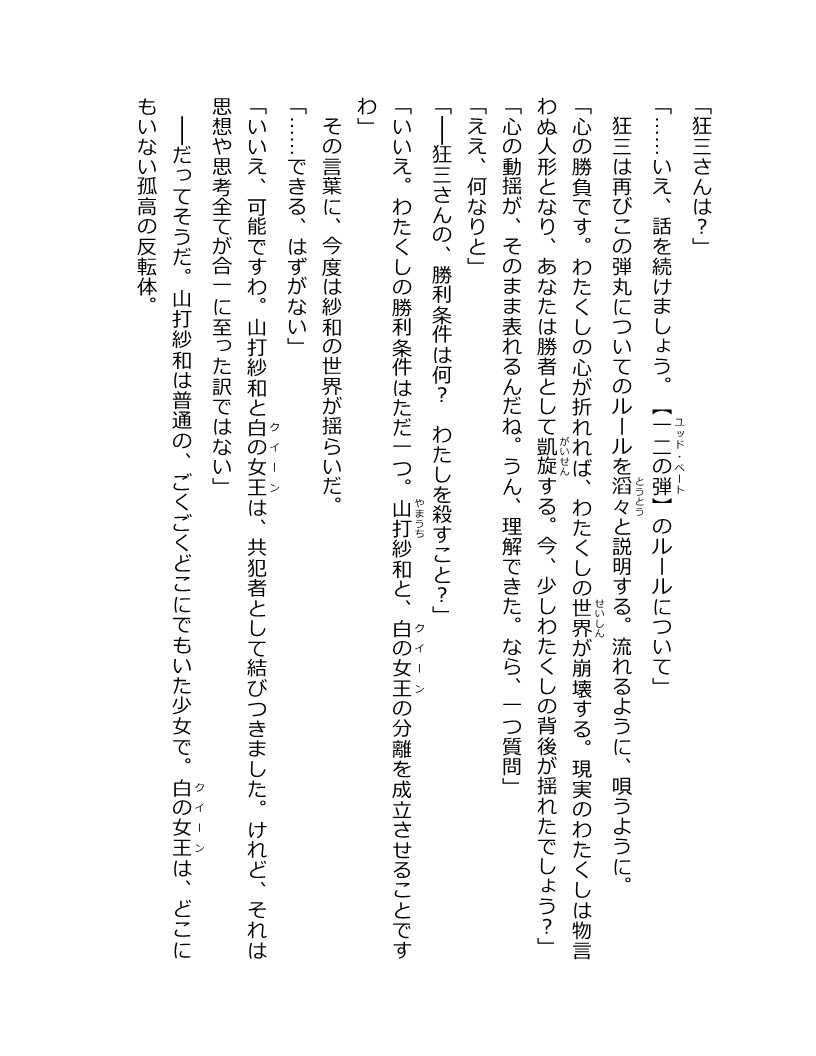 「狂三さんは？」
「……いえ、話を続けましょう。【一二の弾】のルールについて」
ユッド・ベート
狂三は再びこの弾丸についてのルールを滔々と説明する。流れるように、唄うように。
とうとう
「心の勝負です。わたくしの心が折れれば、わたくしの世界が崩壊する。現実のわたくしは物言
せいしん
わぬ人形となり、あなたは勝者として凱旋する。今、少しわたくしの背後が揺れたでしょう？」
がいせん
「心の動揺が、そのまま表れるんだね。うん、理解できた。なら、一つ質問」
「ええ、何なりと」
「――狂三さんの、勝利条件は何？　わたしを殺すこと？」
「いいえ。わたくしの勝利条件はただ一つ。山打紗和と、白の女王の分離を成立させることです
やまうち
クイーン
わ」
その言葉に、今度は紗和の世界が揺らいだ。
「……できる、はずがない」
「いいえ、可能ですわ。山打紗和と白の女王は、共犯者として結びつきました。けれど、それは
クイーン
思想や思考全てが合一に至った訳ではない」
――だってそうだ。山打紗和は普通の、ごくごくどこにでもいた少女で。白の女王は、どこに
クイーン
もいない孤高の反転体。